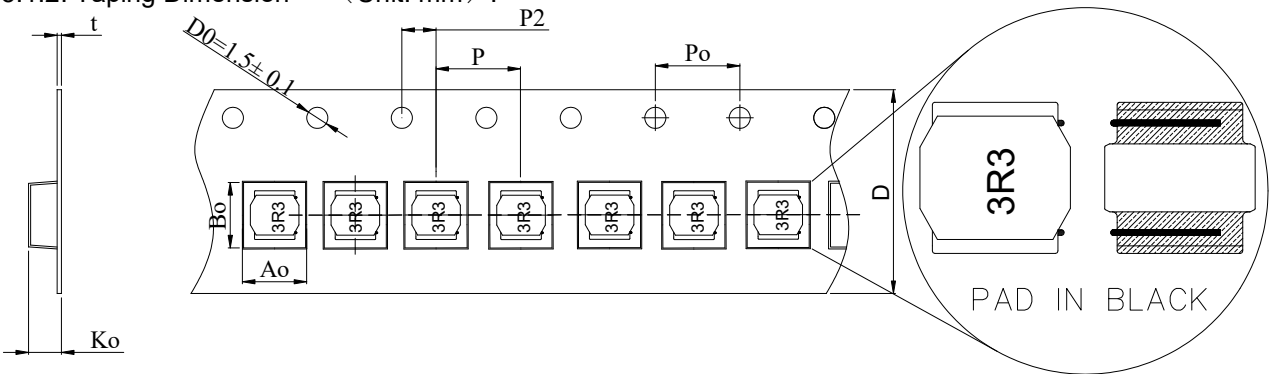 Taping Dimension （Unit: mm）:
t
D0=1.5± 0.1
P2
P
Po
D
Bo
3R3
3R3
3R3
3R3
3R3
3R3
3R3
Ao
Ko
3R3
PAD IN BLACK